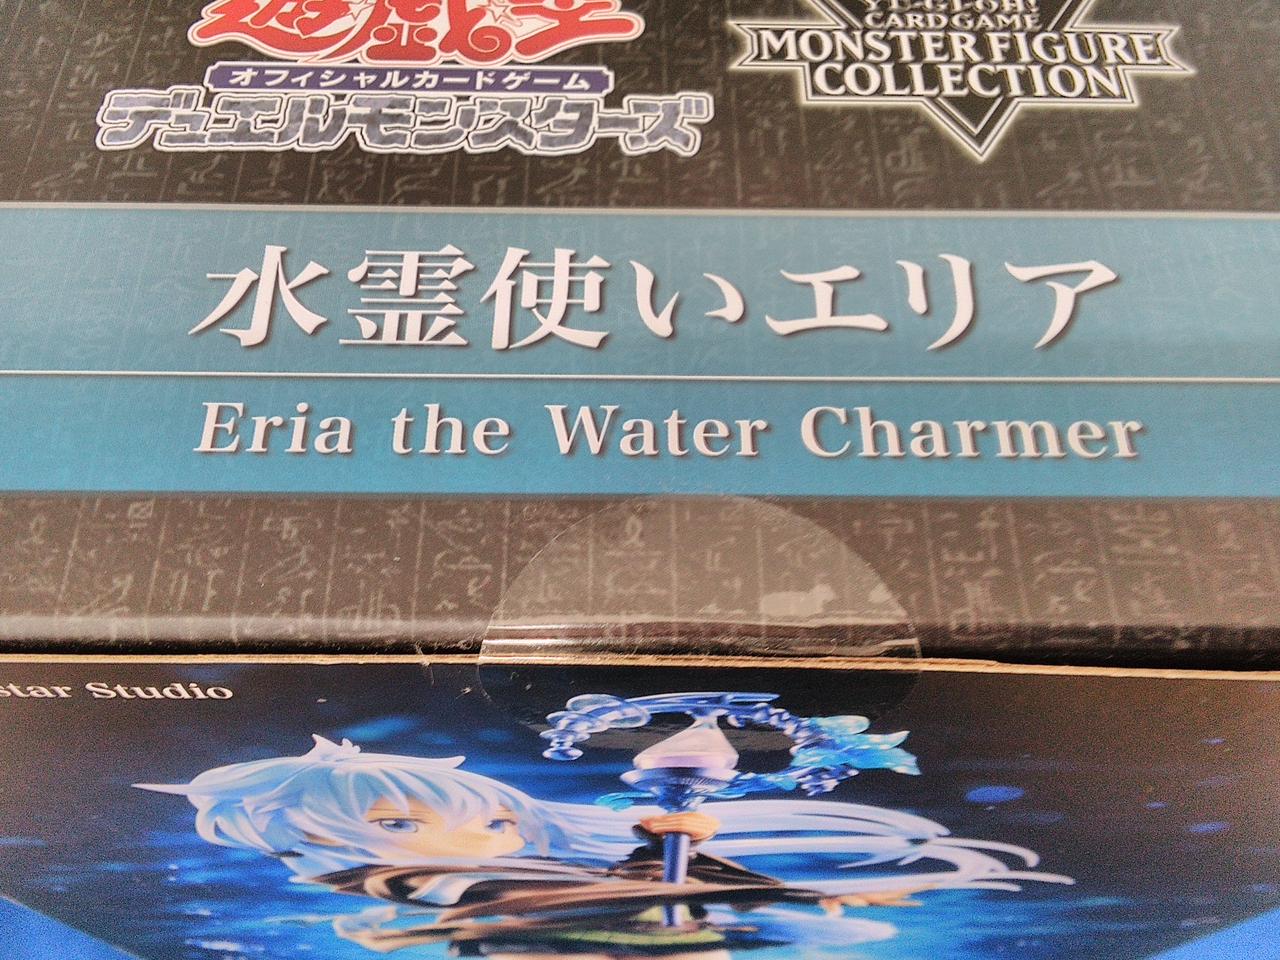 遊戯王
オフィシャルカードゲーム
デュエルモンスターズ
YU-GI-OH!
CARD GAME
MONSTER FIGURE
COLLECTION
水霊使いエリア
Eria the Water Charmer
star Studio